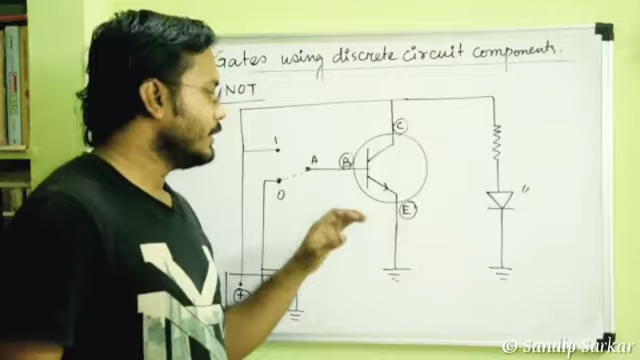 Gates using discrete circuit components.
NOT
C
1
A
B
0
E
+
© Sandip Sarkar